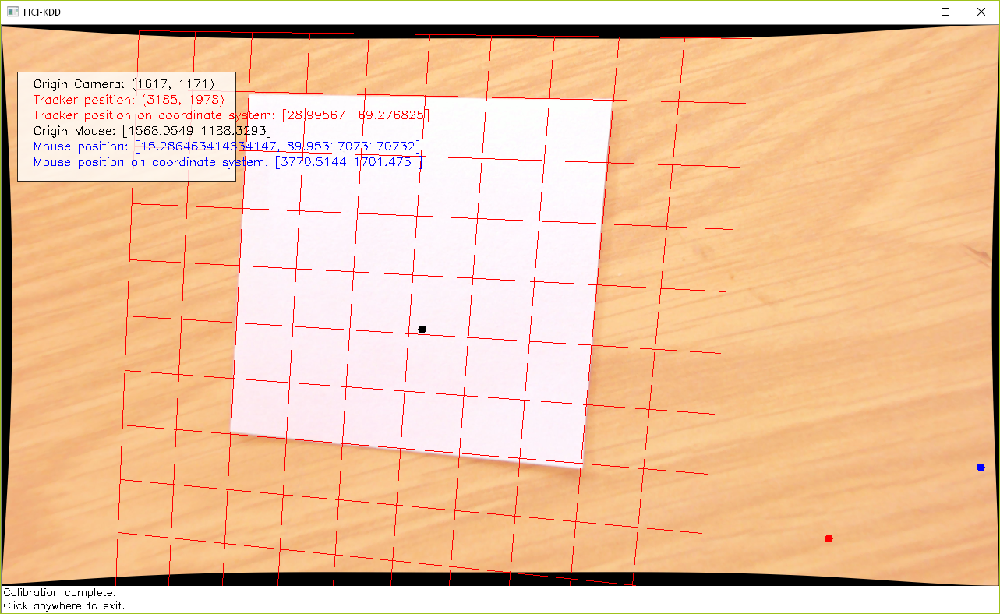 HCI-KDD
Origin Camera: (1617, 1171)
Tracker position: (3185, 1978)
Tracker position on coordinate system: [28.99567  69.276825]
Origin Mouse: [1568.0549 1188.3293]
Mouse position: [15.286463414634147, 89.95317073170732]
Mouse position on coordinate system: [3770.5144 1701.475 ]
Calibration complete.
Click anywhere to exit.